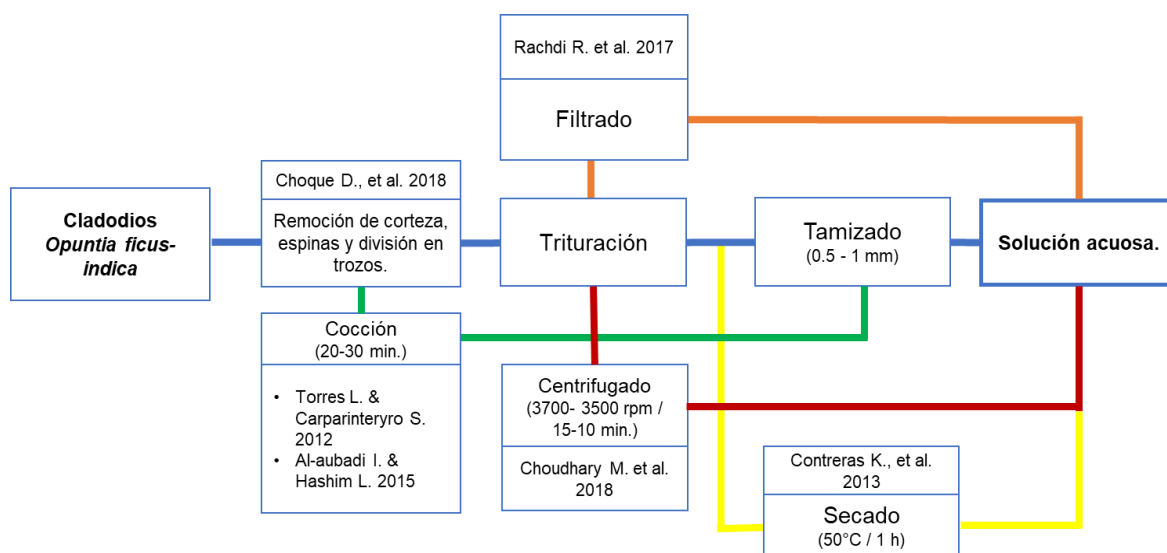 Rachdi R. et al. 2017
Filtrado
Cladodios
Opuntia ficus-
indica
Choque D., et al. 2018
Remoción de corteza,
espinas y división en
trozos.
Trituración
Tamizado
(0.5 - 1 mm)
Solución acuosa.
Cocción
(20-30 min.)
• Torres L. &
Carparinteryro S.
2012
• Al-aubadi I. &
Hashim L. 2015
Centrifugado
(3700- 3500 rpm /
15-10 min.)
Choudhary M. et al.
2018
Contreras K., et al.
2013
Secado
(50°C / 1 h)